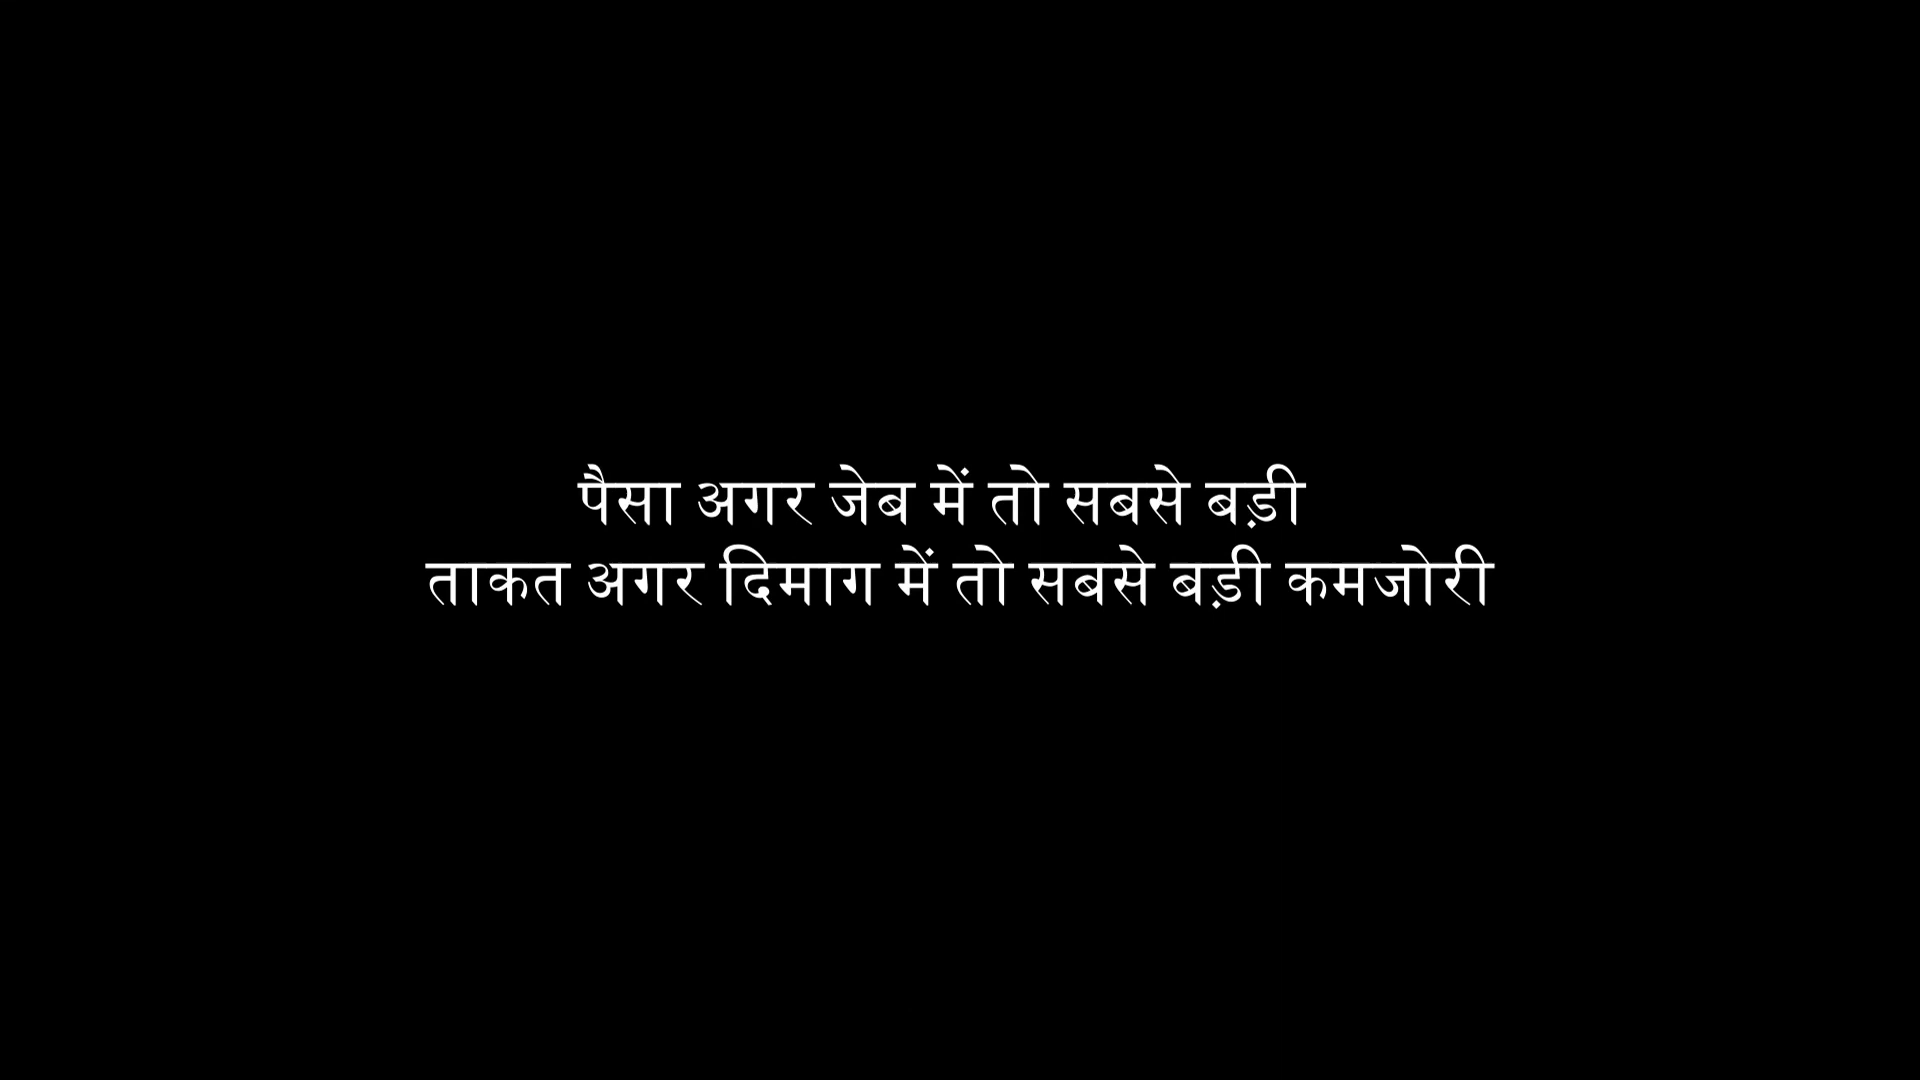 पैसा अगर जेब में तो सबसे बड़ी
ताकत अगर दिमाग में तो सबसे बड़ी कमजोरी